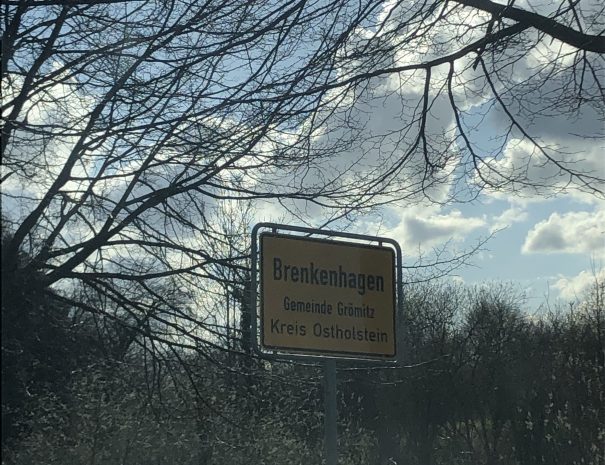 Brenkenhagen
Gemeinde Grömitz
Kreis Ostholstein